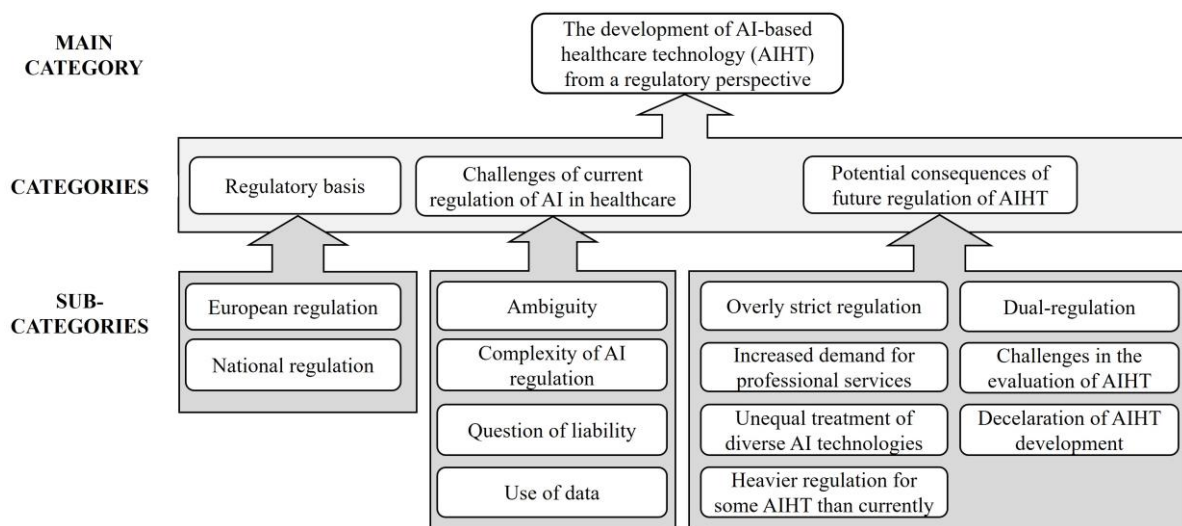 MAIN
CATEGORY
The development of AI-based
healthcare technology (AIHT)
from a regulatory perspective
CATEGORIES
Regulatory basis
Challenges of current
regulation of AI in healthcare
Potential consequences of
future regulation of AIHT
SUB-
CATEGORIES
European regulation
National regulation
Ambiguity
Complexity of AI
regulation
Question of liability
Use of data
Overly strict regulation
Increased demand for
professional services
Unequal treatment of
diverse AI technologies
Heavier regulation for
some AIHT than currently
Dual-regulation
Challenges in the
evaluation of AIHT
Decelaration of AIHT
development